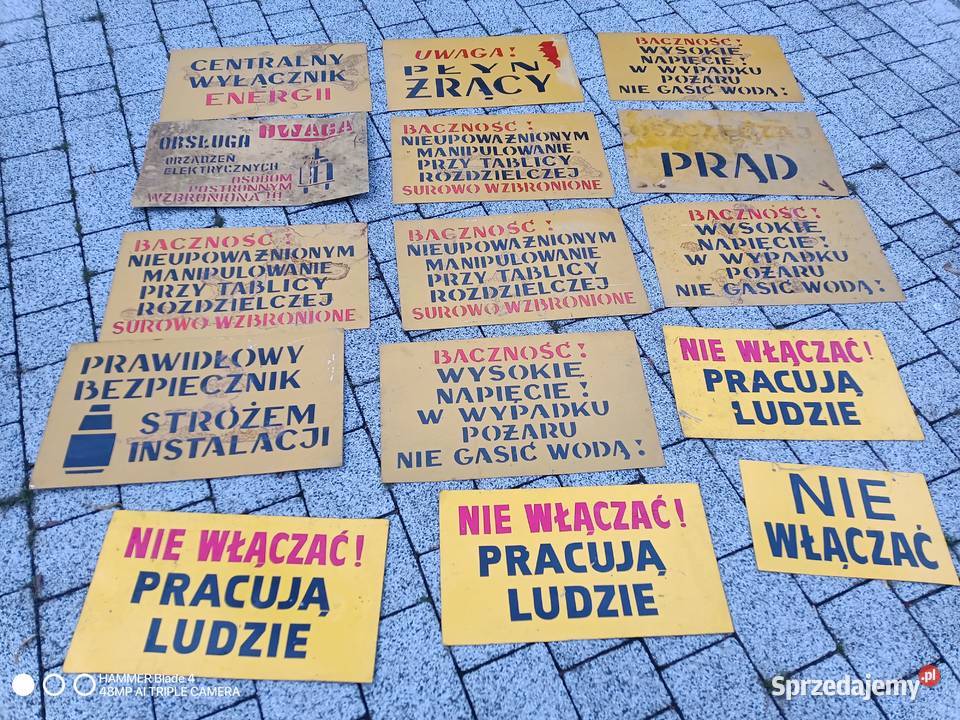 CENTRALNY
WYŁĄCZNIK
ENERGII
UWAGA!
PŁYN
ŻRĄCY
BACZNOŚĆ!
WYSOKIE
NAPIĘCIE!
W WYPADKU
POŻARU
NIE GASIĆ WODĄ!
UWAGA
OBSŁUGA
URZĄDZEŃ
ELEKTRYCZNYCH
OSOBOM
POSTRONNYM
WZBRONIONA!!!
BACZNOŚĆ!
NIEUPOWAŻNIONYM
MANIPULOWANIE
PRZY TABLICY
ROZDZIELCZEJ
SUROWO WZBRONIONE
OSZCZĘDZAJ
PRĄD
BACZNOŚĆ!
NIEUPOWAŻNIONYM
MANIPULOWANIE
PRZY TABLICY
ROZDZIELCZEJ
SUROWO WZBRONIONE
BACZNOŚĆ!
NIEUPOWAŻNIONYM
MANIPULOWANIE
PRZY TABLICY
ROZDZIELCZEJ
SUROWO WZBRONIONE
BACZNOŚĆ!
WYSOKIE
NAPIĘCIE!
W WYPADKU
POŻARU
NIE GASIĆ WODĄ!
PRAWIDŁOWY
BEZPIECZNIK
STRÓŻEM
INSTALACJI
BACZNOŚĆ!
WYSOKIE
NAPIĘCIE!
W WYPADKU
POŻARU
NIE GASIĆ WODĄ!
NIE WŁĄCZAĆ!
PRACUJĄ
LUDZIE
NIE WŁĄCZAĆ!
PRACUJĄ
LUDZIE
NIE WŁĄCZAĆ!
PRACUJĄ
LUDZIE
NIE
WŁĄCZAĆ
HAMMER Blade 4
48MP AI TRIPLE CAMERA
Sprzedajemy.pl